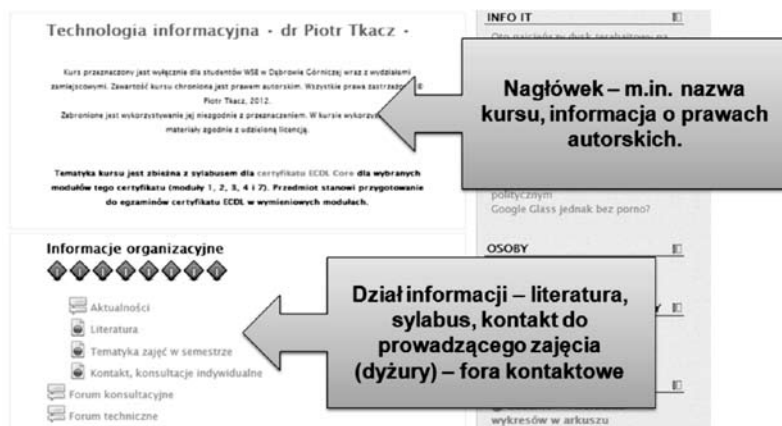 Technologia informacyjna - dr Piotr Tkacz -
Kurs przeznaczony jest wyłącznie dla studentów WSB w Dąbrowie Górniczej wraz z wydziałami
zamiejscowymi. Zawartość kursu chroniona jest prawem autorskim. Wszystkie prawa zastrzeżone ©
Piotr Tkacz, 2012.
Zabronione jest wykorzystywanie jej niezgodnie z przeznaczeniem. W kursie
materiały zgodnie z udzieloną licencją.
Tematyka kursu jest zbieżna z sylabusem dla certyfikatu ECDL Core dla wybranych
modułów tego certyfikatu (moduły 1, 2, 3, 4 i 7). Przedmiot stanowi przygotowanie
do egzaminów certyfikatu ECDL w wymieniowych modułach.
Informacje organizacyjne
Aktualności
Literatura
Tematyka zajęć w semestrze
Kontakt, konsultacje indywidualne
Forum konsultacyjne
Forum techniczne
INFO IT
Nagłówek – m.in. nazwa
kursu, informacja o prawach
autorskich.
politycznym
Google Glass jednak bez porno?
OSOBY
Dział informacji – literatura,
sylabus, kontakt do
prowadzącego zajęcia
(dyżury) – fora kontaktowe
wykresów w arkuszu